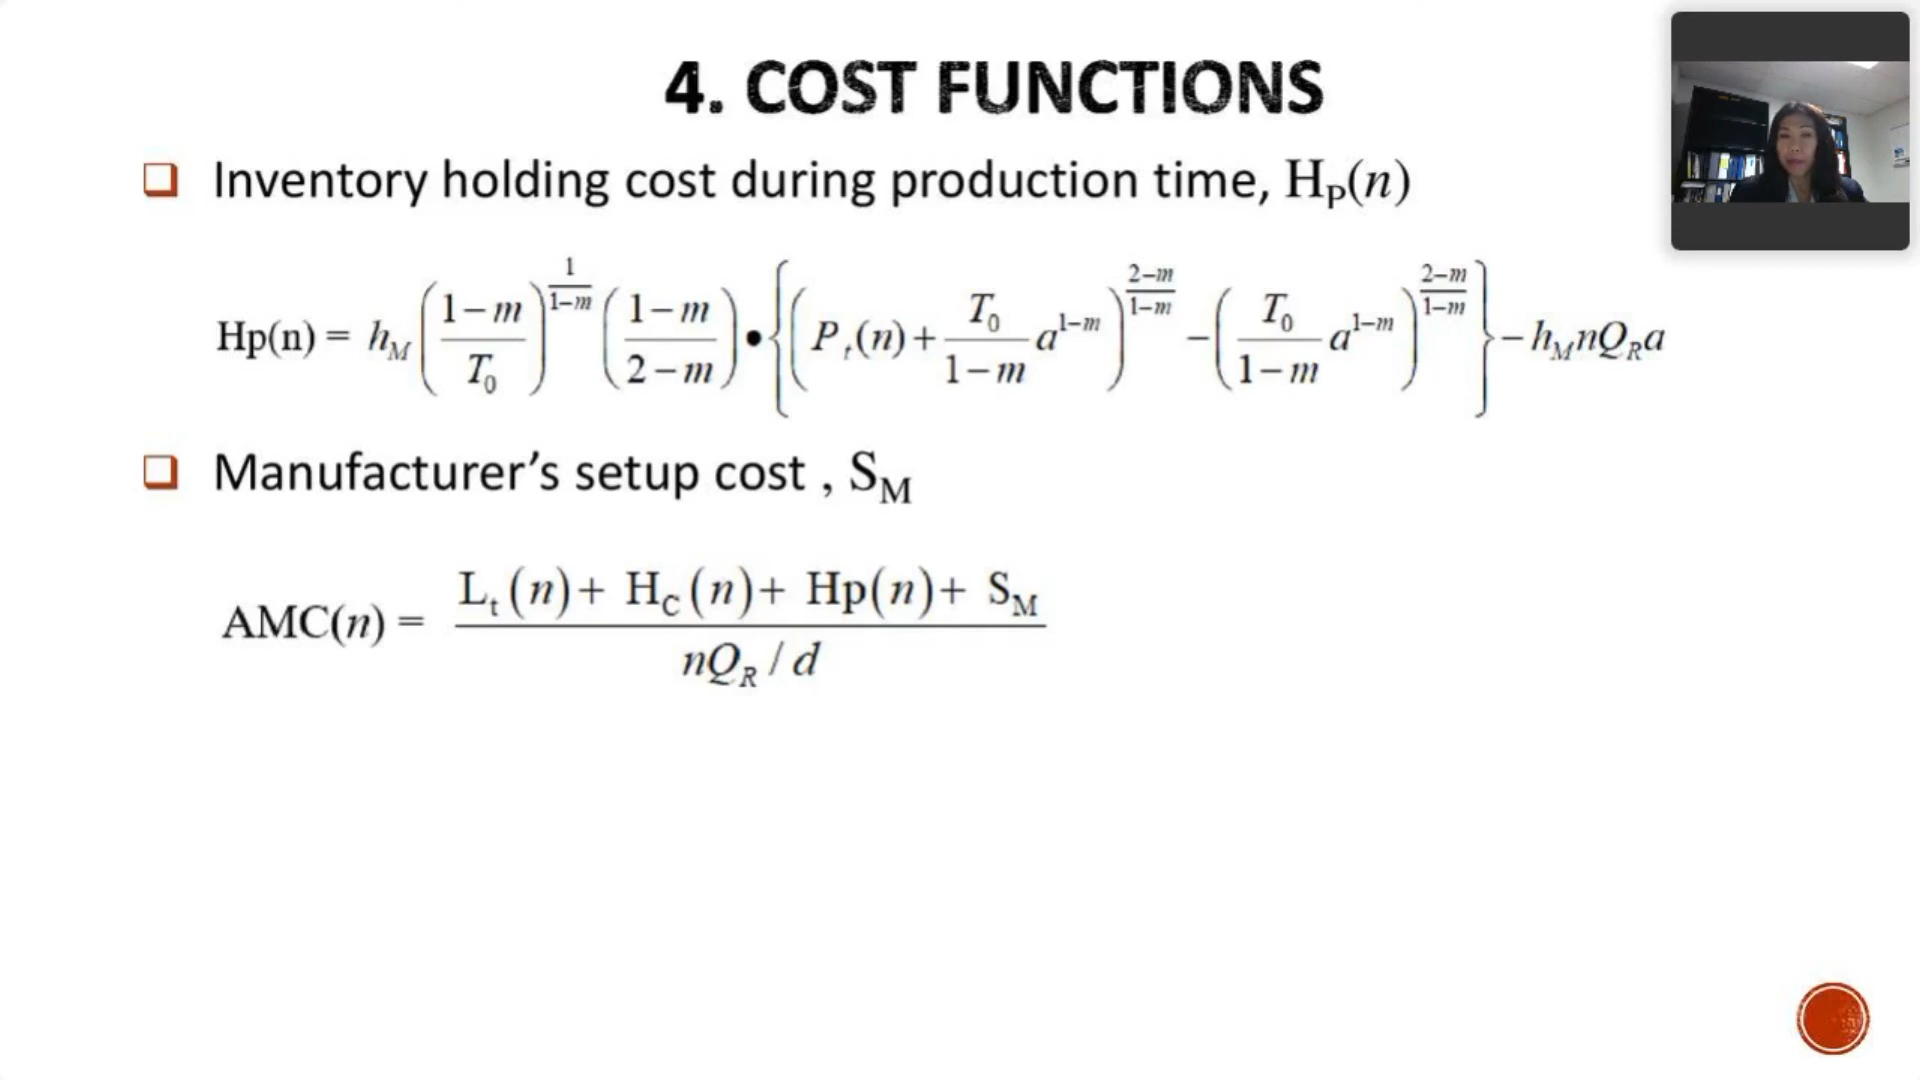 4. COST FUNCTIONS
❑ Inventory holding cost during production time, H_P(n)
Hp(n) = h_M ((1−m)/T_0)^(1/(1−m)) ((1−m)/(2−m)) • {(P_t(n) + (T_0/(1−m)) a^(1−m))^((2−m)/(1−m)) − ((T_0/(1−m)) a^(1−m))^((2−m)/(1−m))} − h_M nQ_R a
❑ Manufacturer’s setup cost , S_M
AMC(n) = (L_t(n) + H_C(n) + Hp(n) + S_M) / (nQ_R / d)